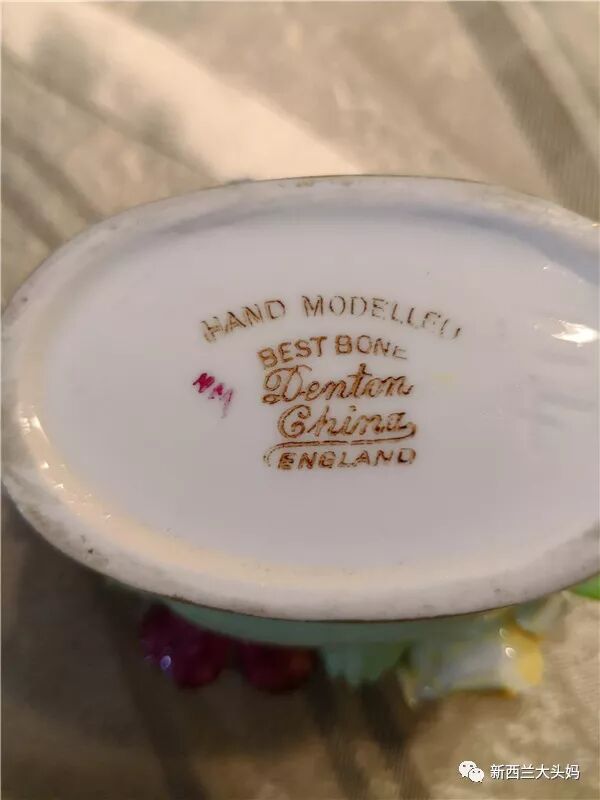 HAND MODELLED
BEST BONE
Denton
China
ENGLAND
新西兰大头妈